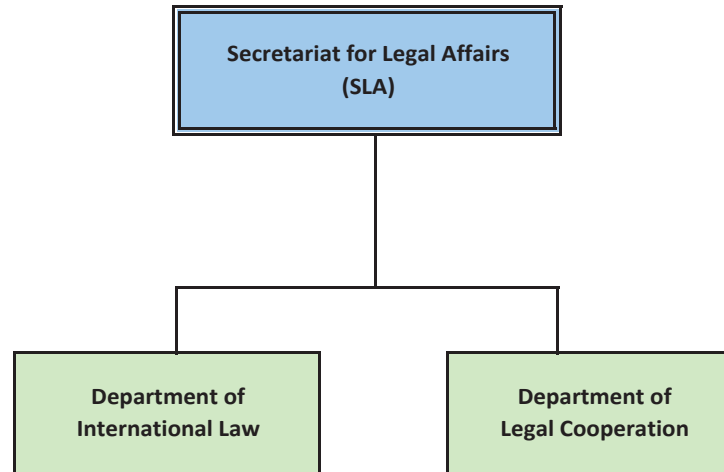 Secretariat for Legal Affairs
(SLA)
Department of
International Law
Department of
Legal Cooperation